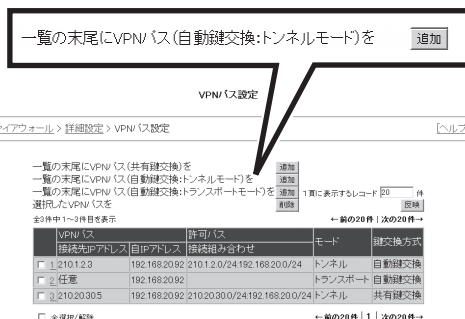 一覧の末尾にVPNパス(自動鍵交換:トンネルモード)を 追加
VPNパス設定
イアウォール > 詳細設定 > VPNパス設定 [ヘルプ
一覧の末尾にVPNパス(共有鍵交換)を 追加
一覧の末尾にVPNパス(自動鍵交換:トンネルモード)を 追加
一覧の末尾にVPNパス(自動鍵交換:トランスポートモード)を 追加 1頁に表示するレコード 20 件
選択したVPNパスを 削除 反映
全3件中 1~3件目を表示 ←前の20件 | 次の20件→
VPNパス 許可パス モード 鍵交換方式
接続先IPアドレス 自IPアドレス 接続組み合わせ
1 210.1.2.3 192.168.20.92 210.1.2.0/24:192.168.20.0/24 トンネル 自動鍵交換
2 任意 192.168.20.92 トランスポート 自動鍵交換
3 210.20.30.5 192.168.20.92 210.20.30.0/24:192.168.20.0/24 トンネル 共有鍵交換
全選択/解除 ←前の20件 | 1 | 次の20件→